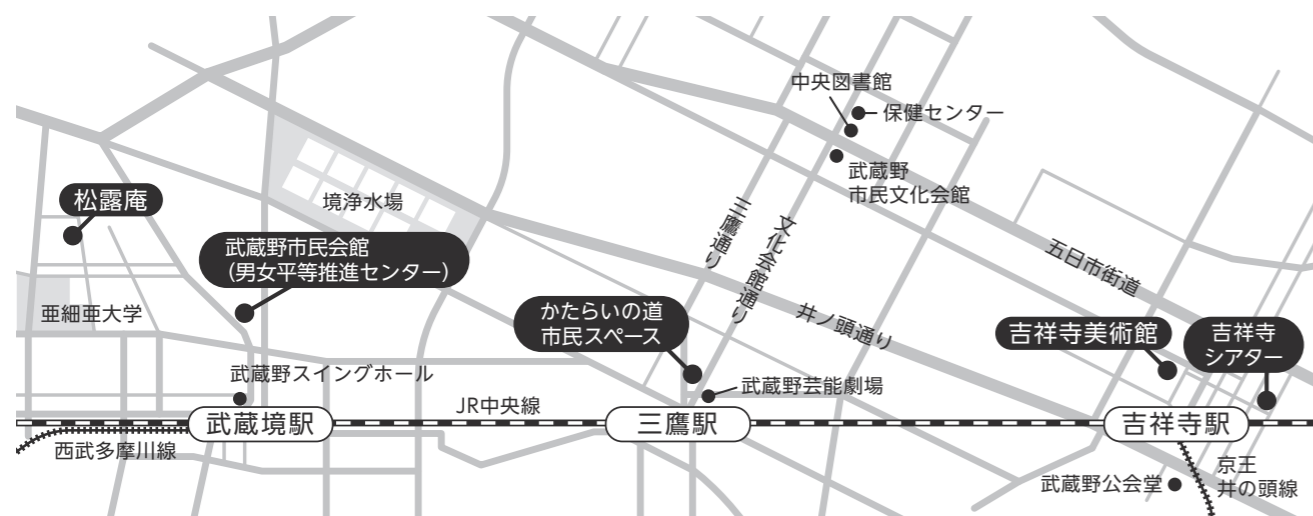 中央図書館
保健センター
武蔵野
市民文化会館
松露庵
境浄水場
三鷹通り
文化会館通り
武蔵野市民会館
(男女平等推進センター)
五日市街道
亜細亜大学
かたらいの道
市民スペース
井ノ頭通り
吉祥寺美術館
吉祥寺
シアター
武蔵野スイングホール
武蔵野芸能劇場
JR中央線
武蔵境駅
三鷹駅
吉祥寺駅
西武多摩川線
武蔵野公会堂
京王
井の頭線